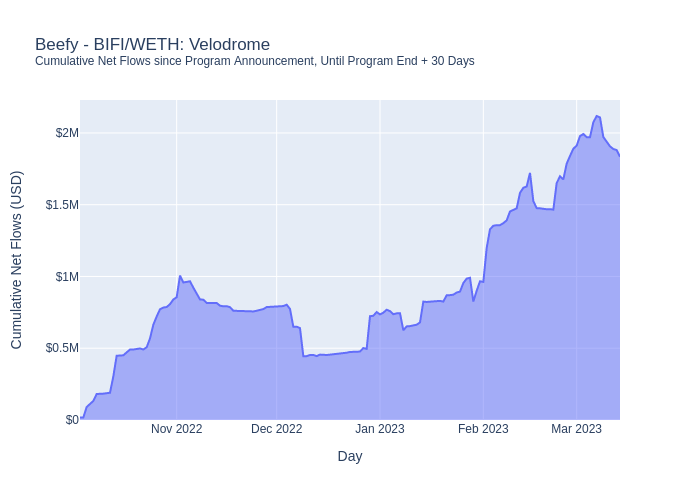 Beefy - BIFI/WETH: Velodrome
Cumulative Net Flows since Program Announcement, Until Program End + 30 Days
Cumulative Net Flows (USD)
$2M
$1.5M
$1M
$0.5M
$0
Nov 2022 Dec 2022 Jan 2023 Feb 2023 Mar 2023
Day